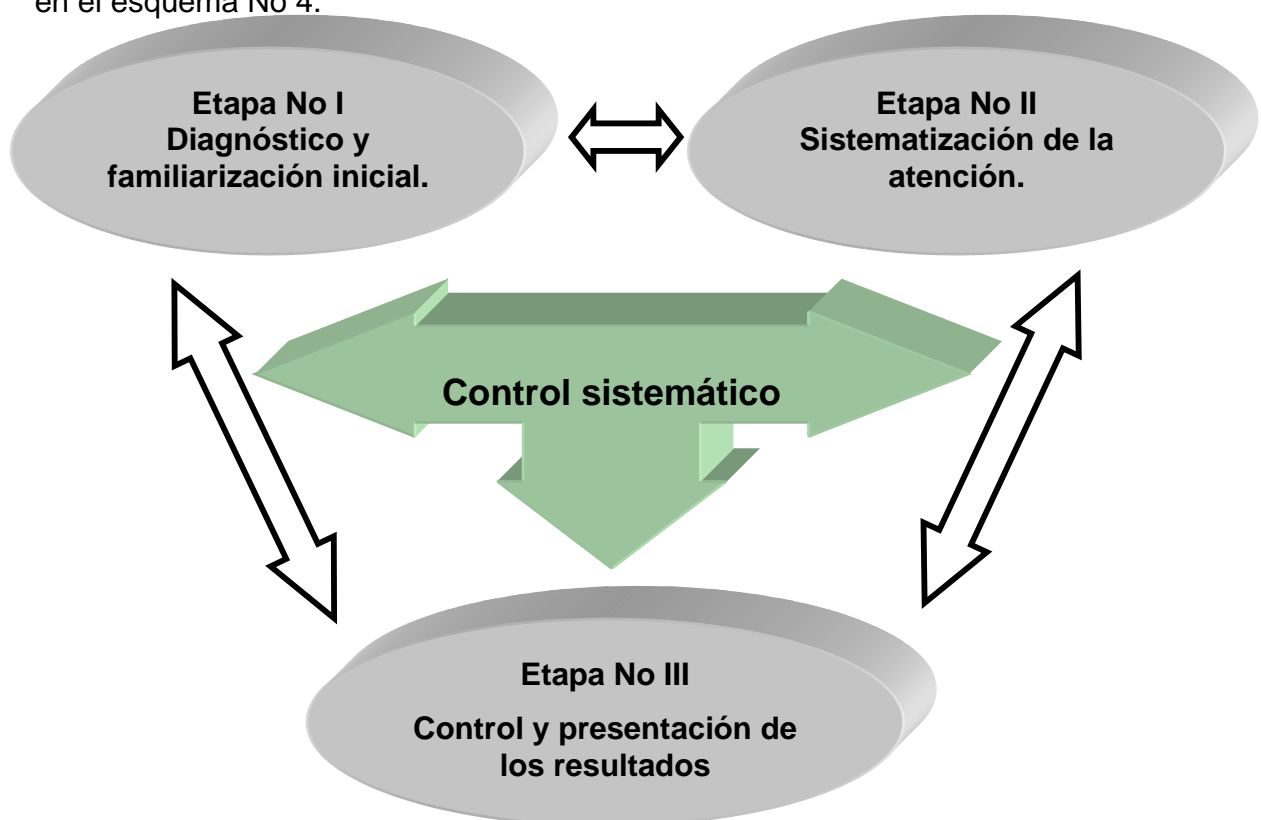 en el esquema No 4.
Etapa No I
Diagnóstico y
familiarización inicial.
Etapa No II
Sistematización de la
atención.
Control sistemático
Etapa No III
Control y presentación de
los resultados